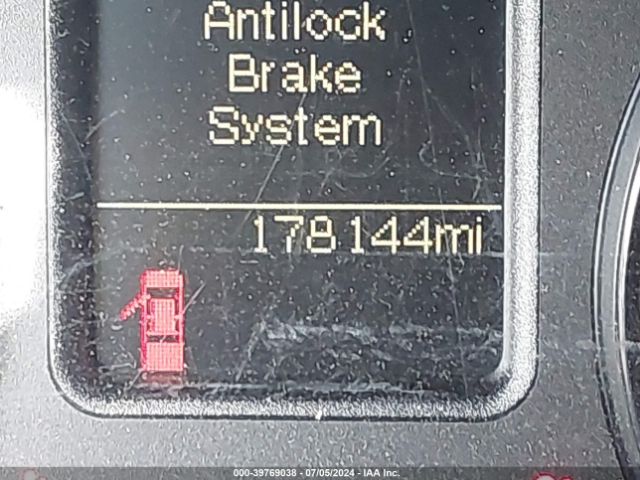 Antilock
Brake
System
178144mi
000-39769038 - 07/05/2024 - IAA Inc.